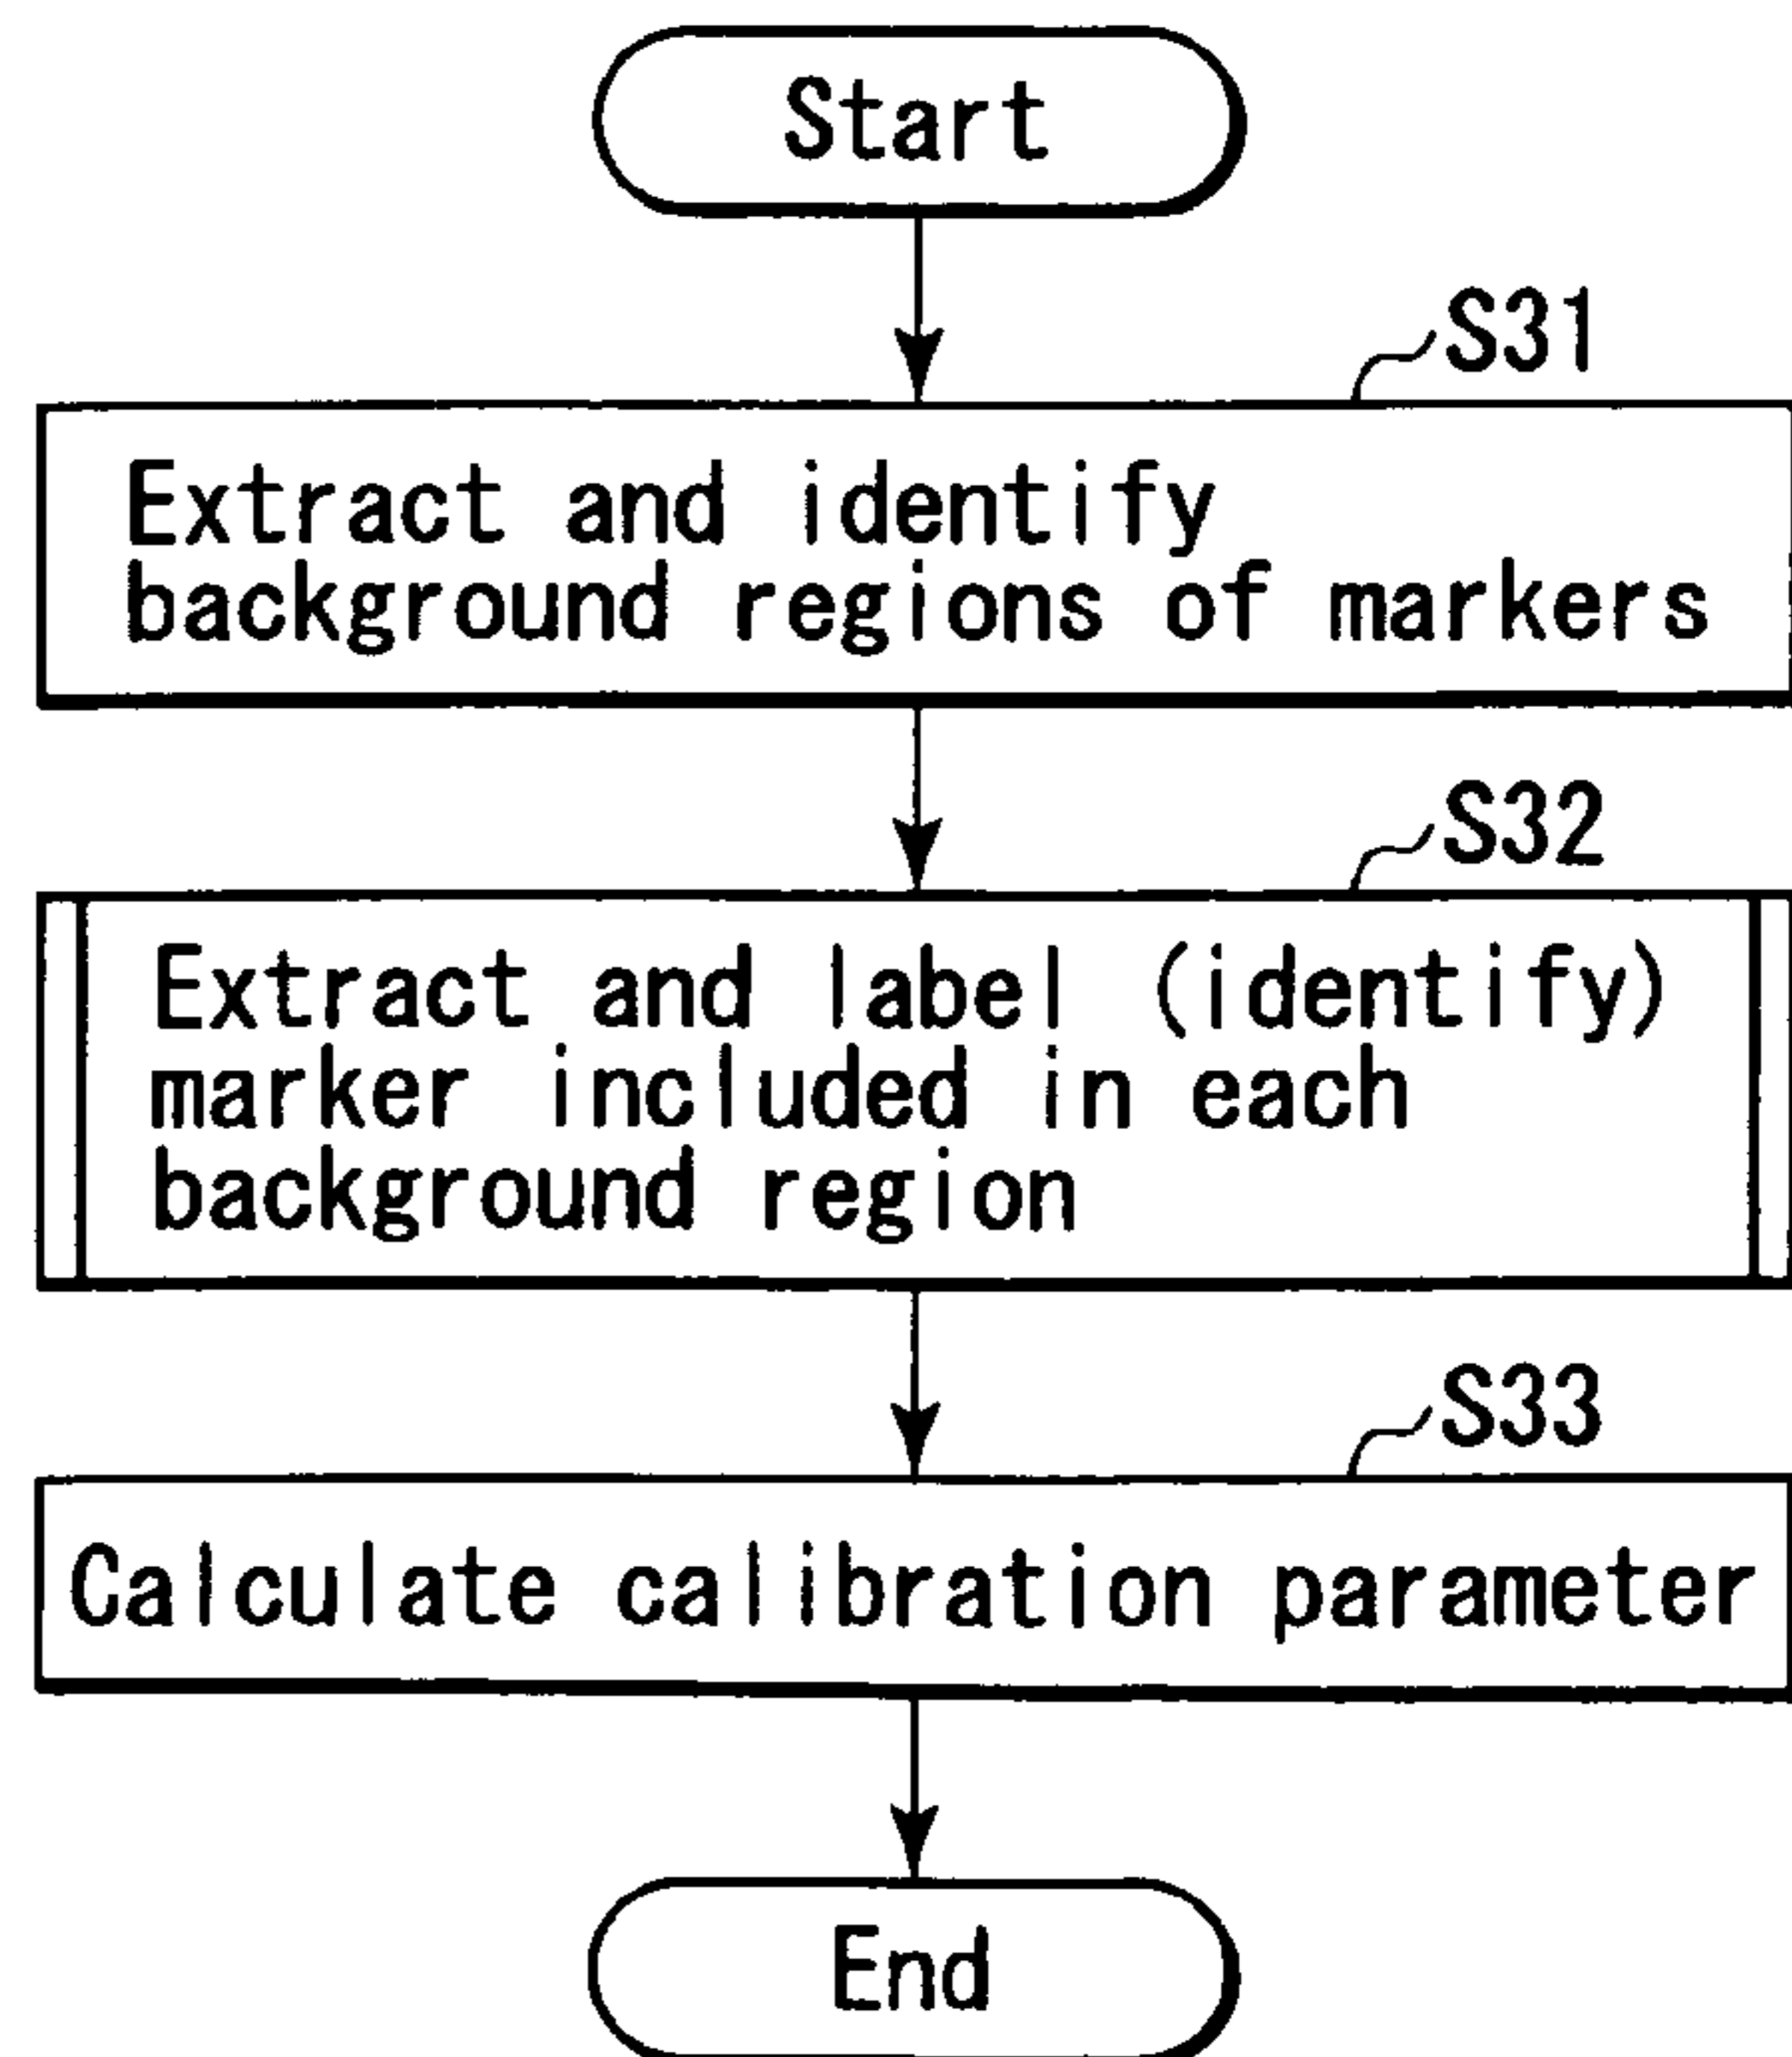 Start
S31
Extract and identify
background regions of markers
S32
Extract and label (identify)
marker included in each
background region
S33
Calculate calibration parameter
End